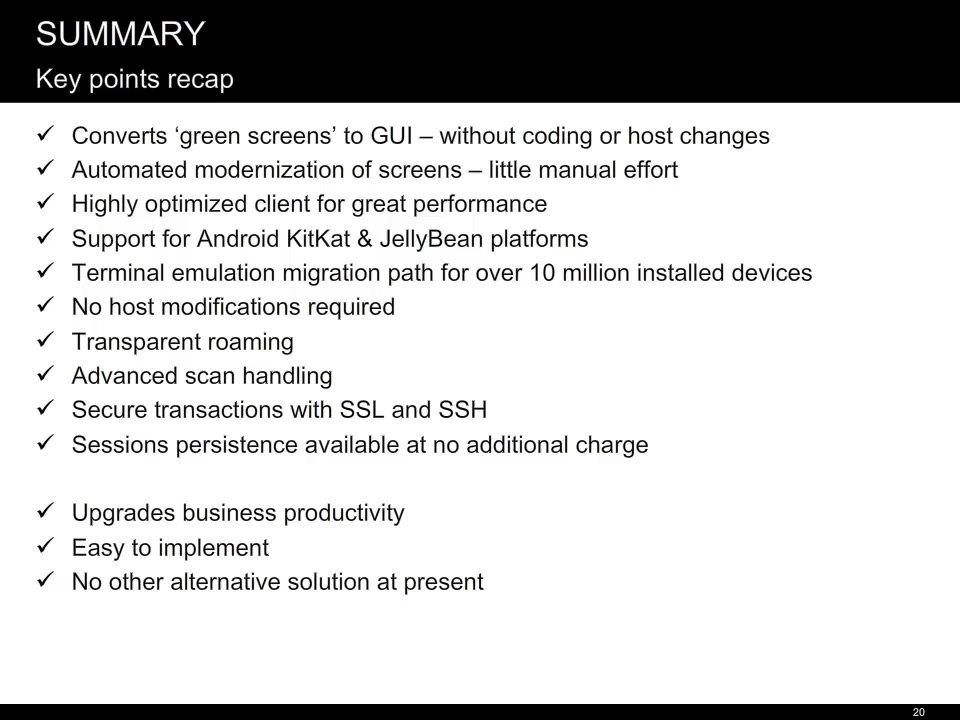 SUMMARY
Key points recap
✓ Converts ‘green screens’ to GUI – without coding or host changes
✓ Automated modernization of screens – little manual effort
✓ Highly optimized client for great performance
✓ Support for Android KitKat & JellyBean platforms
✓ Terminal emulation migration path for over 10 million installed devices
✓ No host modifications required
✓ Transparent roaming
✓ Advanced scan handling
✓ Secure transactions with SSL and SSH
✓ Sessions persistence available at no additional charge
✓ Upgrades business productivity
✓ Easy to implement
✓ No other alternative solution at present
20